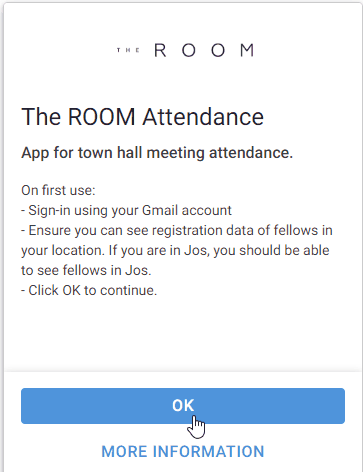 THE ROOM
The ROOM Attendance
App for town hall meeting attendance.
On first use:
- Sign-in using your Gmail account
- Ensure you can see registration data of fellows in
your location. If you are in Jos, you should be able
to see fellows in Jos.
- Click OK to continue.
OK
MORE INFORMATION